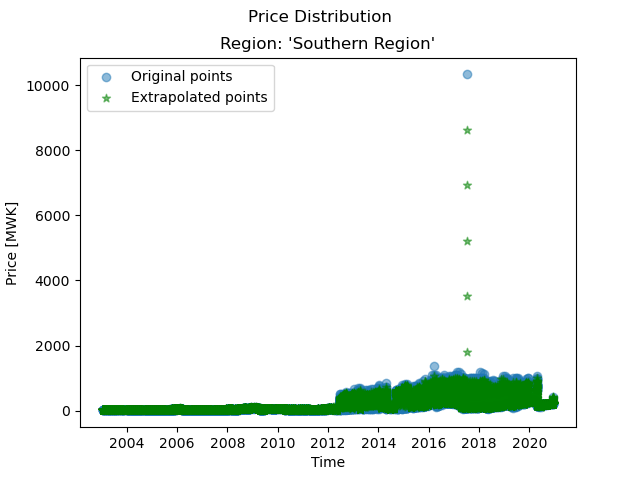 Price Distribution
Region: 'Southern Region'
Original points
Extrapolated points
10000
8000
6000
4000
2000
0
Price [MWK]
2004 2006 2008 2010 2012 2014 2016 2018 2020
Time